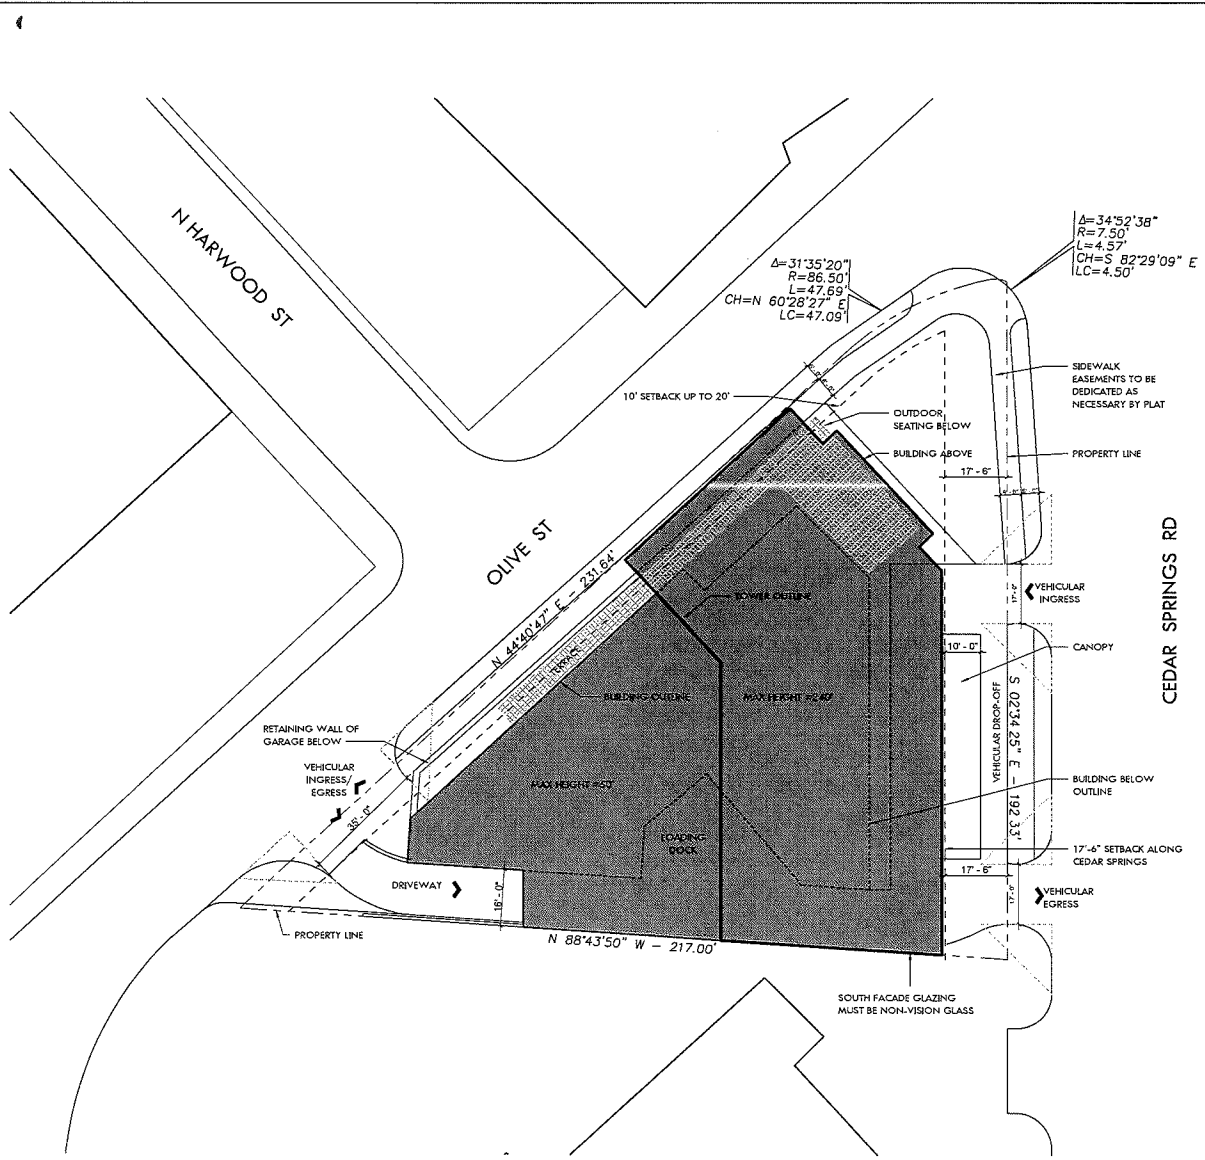 N HARWOOD ST
Δ=34°52'38"
R=7.50'
L=4.57'
CH=S 82°29'09" E
LC=4.50'
Δ=31°35'20"
R=86.50'
L=47.69'
CH=N 60°28'27" E
LC=47.09'
SIDEWALK
EASEMENTS TO BE
DEDICATED AS
NECESSARY BY PLAT
10' SETBACK UP TO 20'
OUTDOOR
SEATING BELOW
BUILDING ABOVE
PROPERTY LINE
17' - 6"
OLIVE ST
CEDAR SPRINGS RD
N 44°40'47" E - 231.64'
VEHICULAR
INGRESS
17'-0"
TOWER OUTLINE
TERRACE
CANOPY
10' - 0"
BUILDING OUTLINE
MAX HEIGHT =240'
VEHICULAR DROP-OFF
S 02°34'25" E - 192.33'
RETAINING WALL OF
GARAGE BELOW
VEHICULAR
INGRESS/
EGRESS
35' - 0"
MAX HEIGHT =50'
BUILDING BELOW
OUTLINE
LOADING
DOCK
17'-6" SETBACK ALONG
CEDAR SPRINGS
17' - 6"
DRIVEWAY
16' - 0"
17'-0"
VEHICULAR
EGRESS
PROPERTY LINE
N 88°43'50" W - 217.00'
SOUTH FACADE GLAZING
MUST BE NON-VISION GLASS